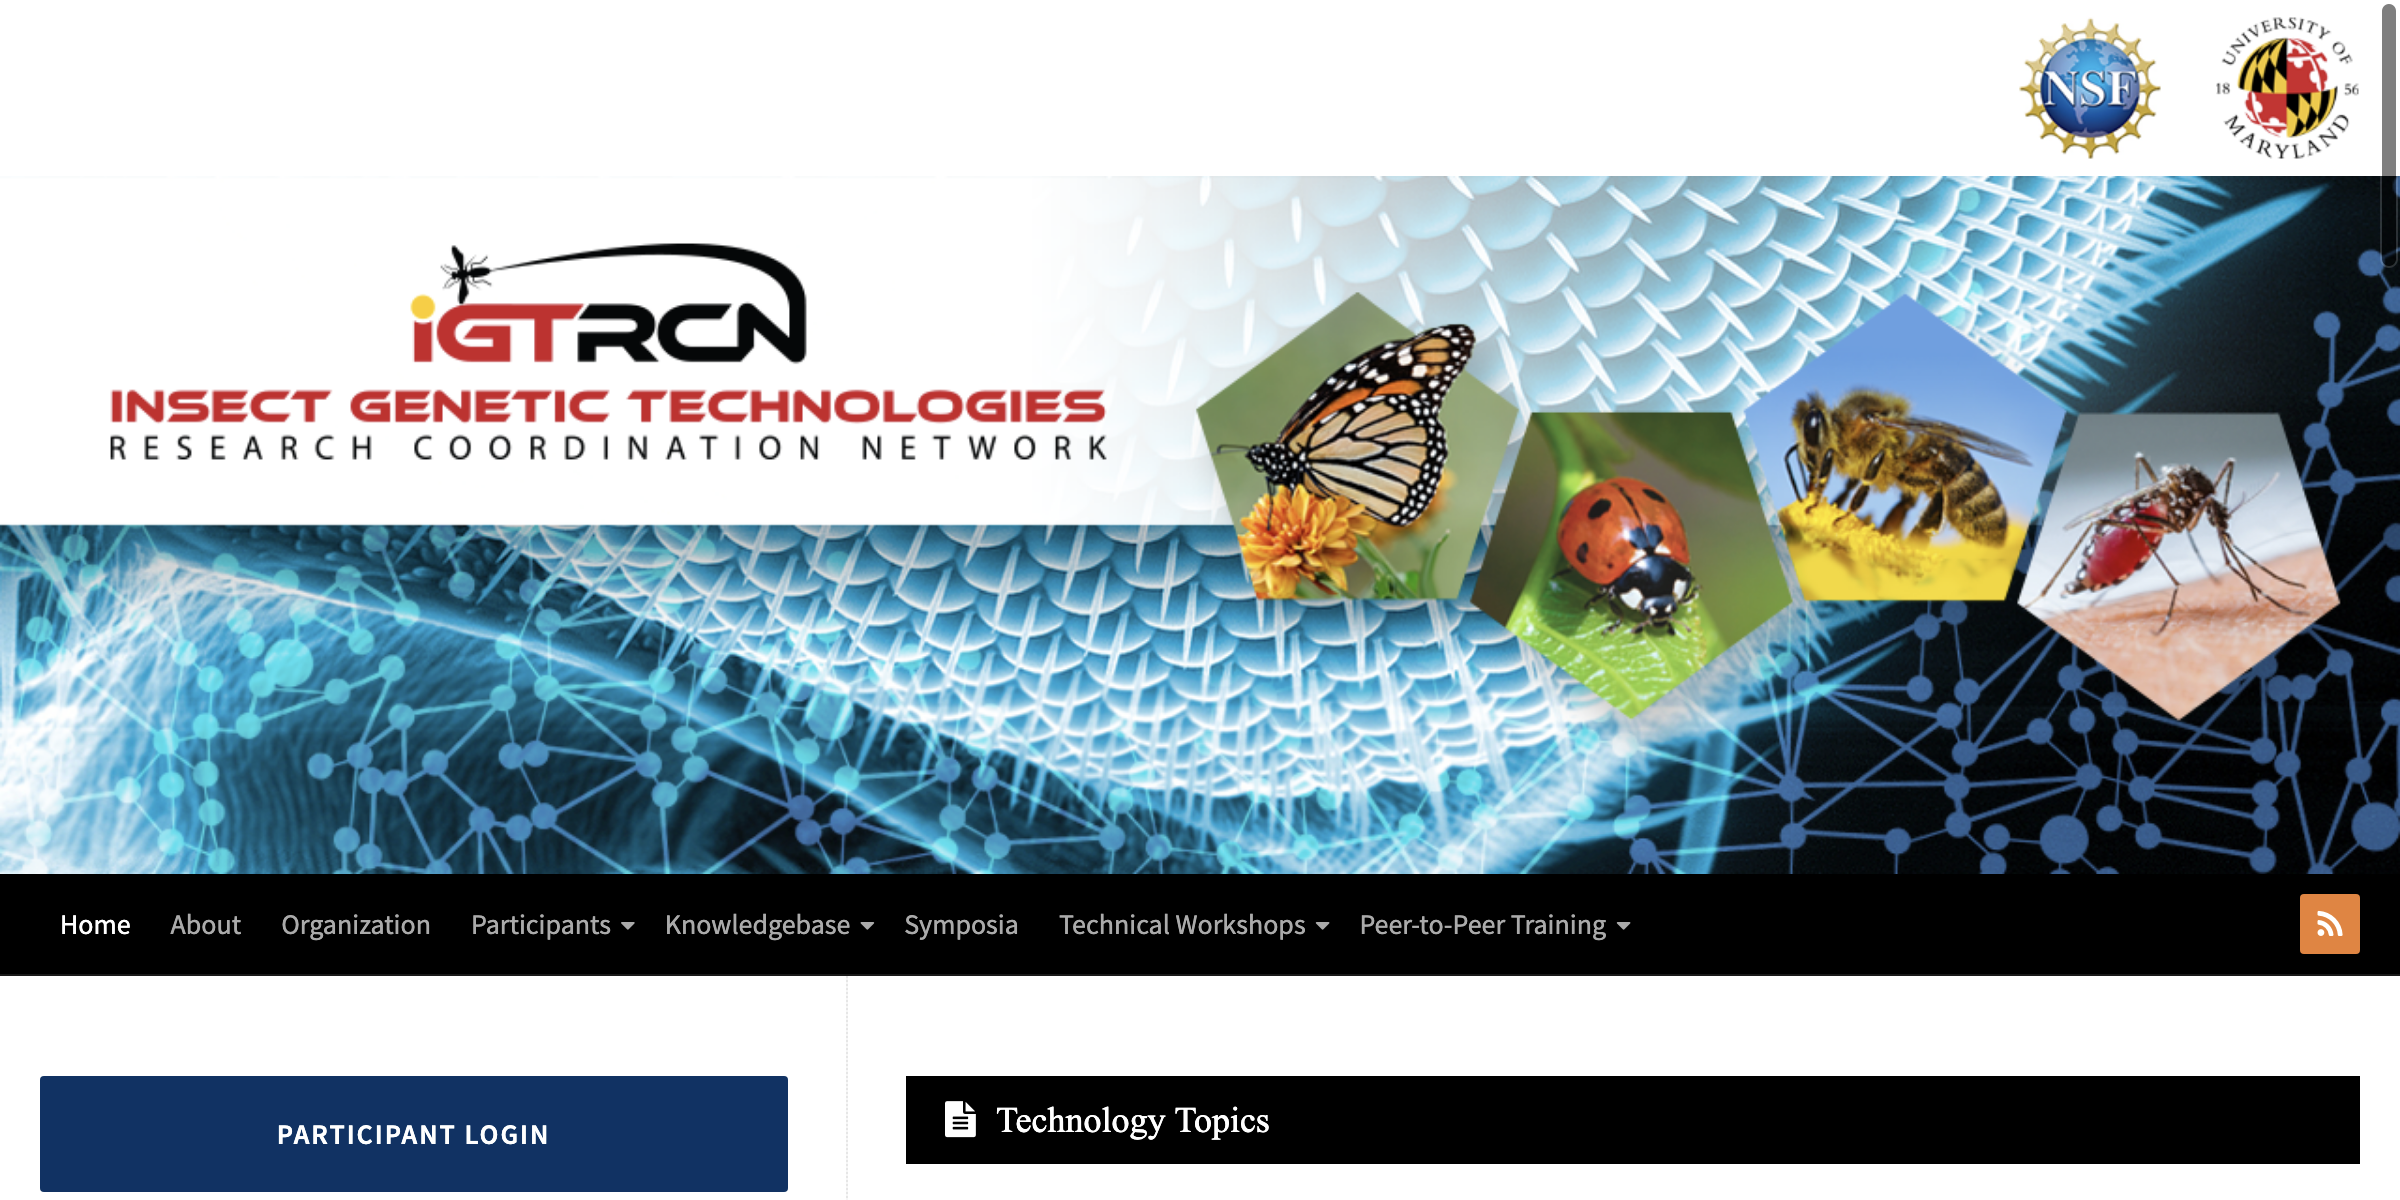 NSF
UNIVERSITY OF
18 56
MARYLAND
iGTRCN
INSECT GENETIC TECHNOLOGIES
RESEARCH COORDINATION NETWORK
Home About Organization Participants Knowledgebase Symposia Technical Workshops Peer-to-Peer Training
PARTICIPANT LOGIN
Technology Topics